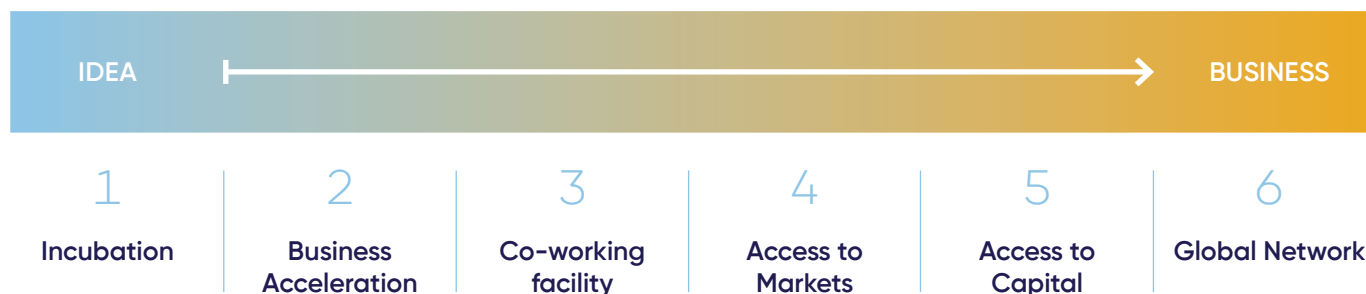 IDEA
BUSINESS
1
Incubation
2
Business
Acceleration
3
Co-working
facility
4
Access to
Markets
5
Access to
Capital
6
Global Network